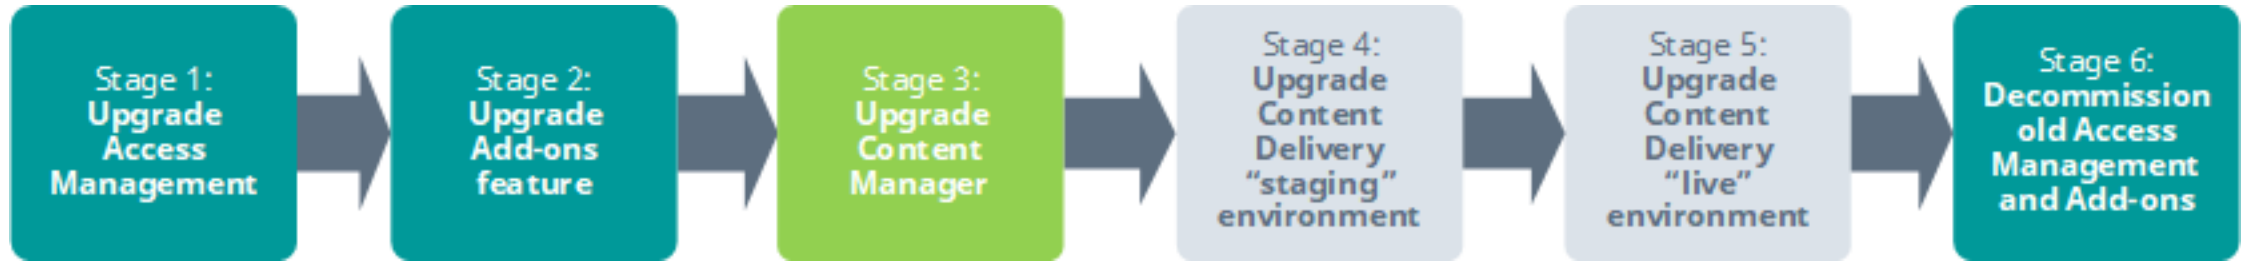 Stage 1:
Upgrade
Access
Management
Stage 2:
Upgrade
Add-ons
feature
Stage 3:
Upgrade
Content
Manager
Stage 4:
Upgrade
Content
Delivery
“staging”
environment
Stage 5:
Upgrade
Content
Delivery
“live”
environment
Stage 6:
Decommission
old Access
Management
and Add-ons